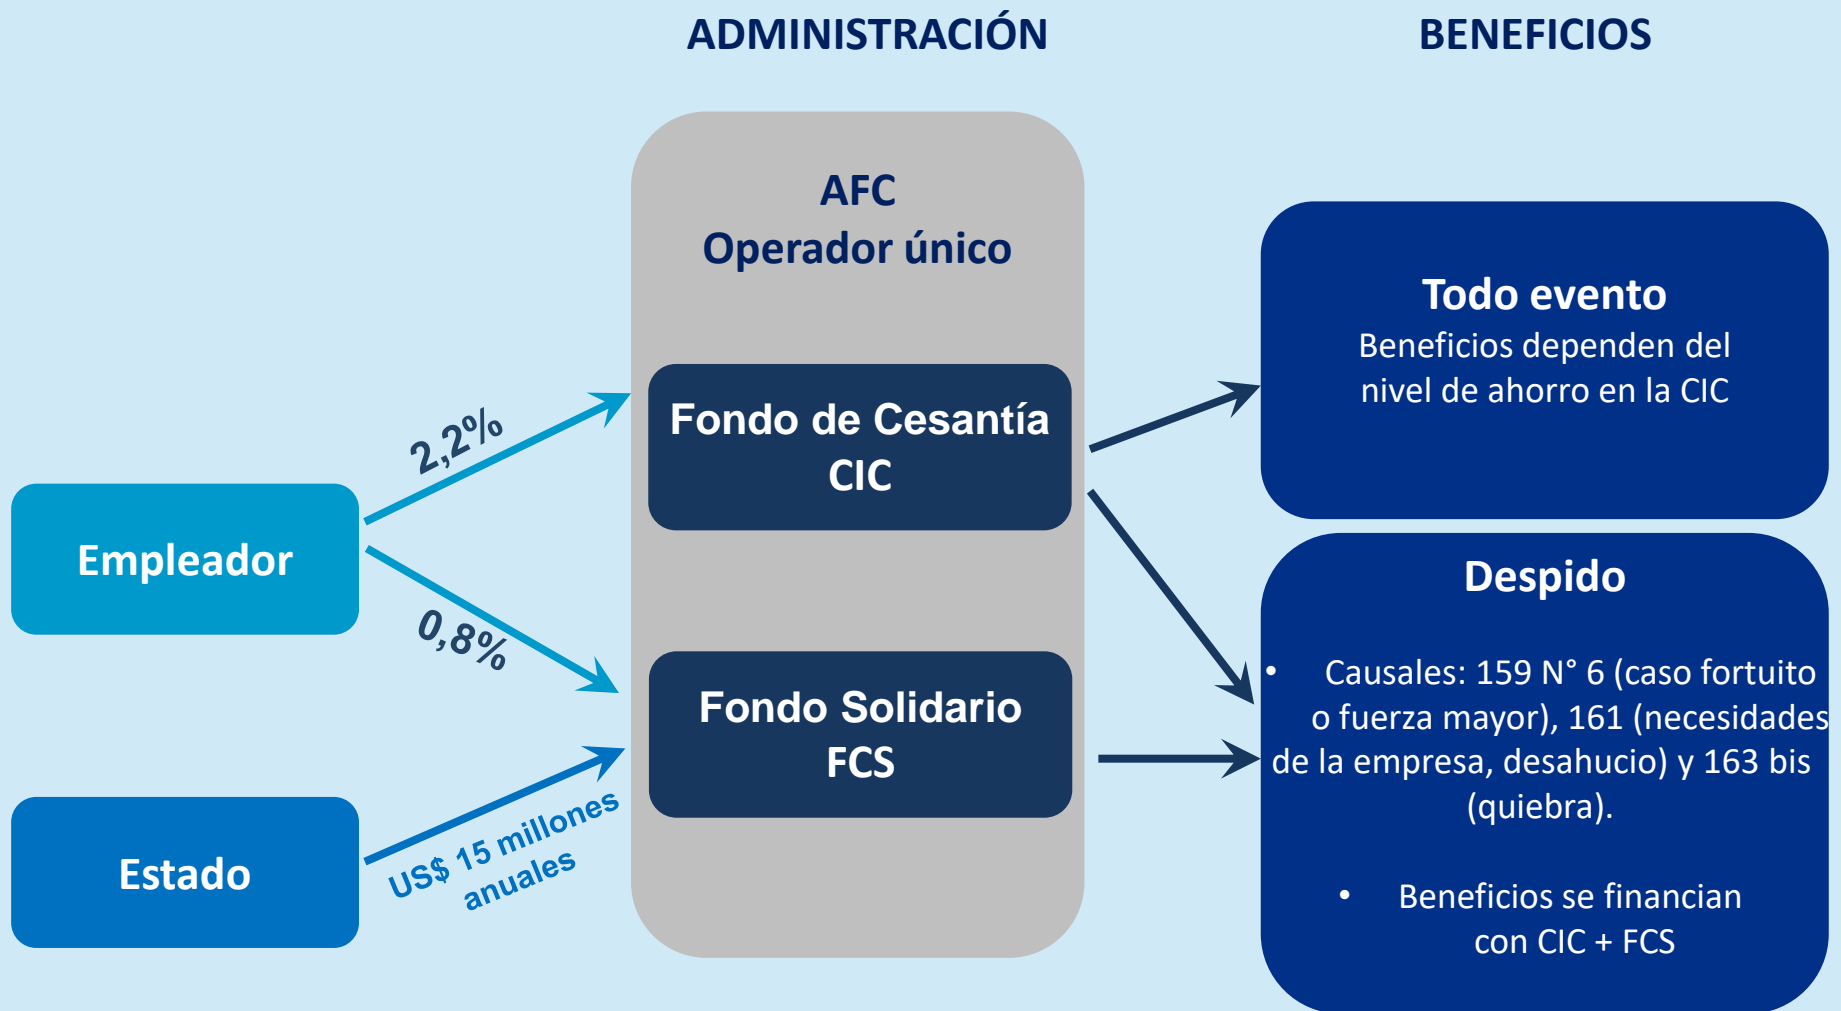 ADMINISTRACIÓN
BENEFICIOS
AFC
Operador único
Fondo de Cesantía
CIC
Fondo Solidario
FCS
Empleador
Estado
2,2%
0,8%
US$ 15 millones
anuales
Todo evento
Beneficios dependen del
nivel de ahorro en la CIC
Despido
• Causales: 159 N° 6 (caso fortuito
o fuerza mayor), 161 (necesidades
de la empresa, desahucio) y 163 bis
(quiebra).
• Beneficios se financian
con CIC + FCS